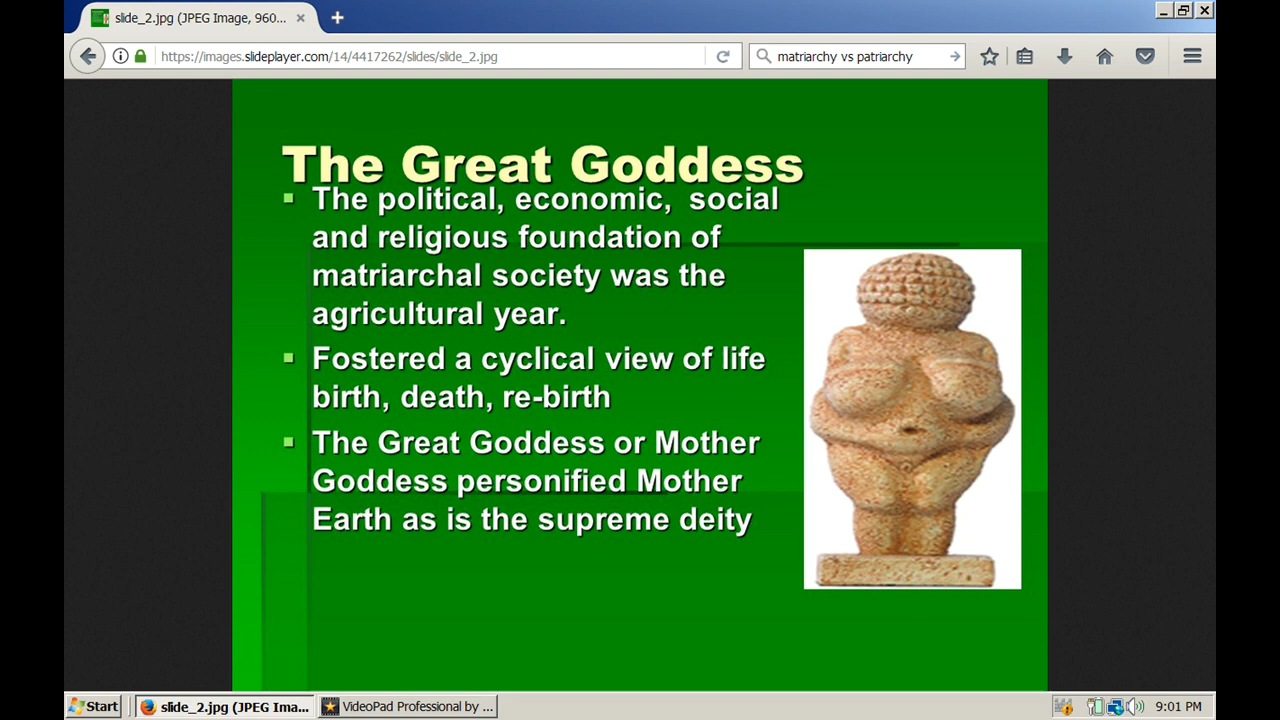 slide_2.jpg (JPEG Image, 960...
https://images.slideplayer.com/14/4417262/slides/slide_2.jpg
matriarchy vs patriarchy
The Great Goddess
The political, economic, social
and religious foundation of
matriarchal society was the
agricultural year.
Fostered a cyclical view of life
birth, death, re-birth
The Great Goddess or Mother
Goddess personified Mother
Earth as is the supreme deity
Start
slide_2.jpg (JPEG Ima...
VideoPad Professional by ...
9:01 PM